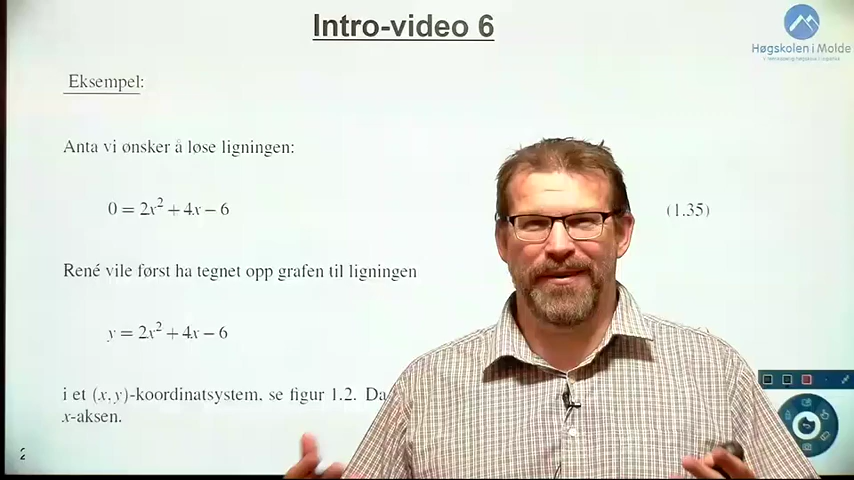 Intro-video 6
Høgskolen i Molde
Eksempel:
Anta vi ønsker å løse ligningen:
0 = 2x² + 4x − 6
(1.35)
René vile først ha tegnet opp grafen til ligningen
y = 2x² + 4x − 6
i et (x, y)-koordinatsystem, se figur 1.2. Da
x-aksen.
2